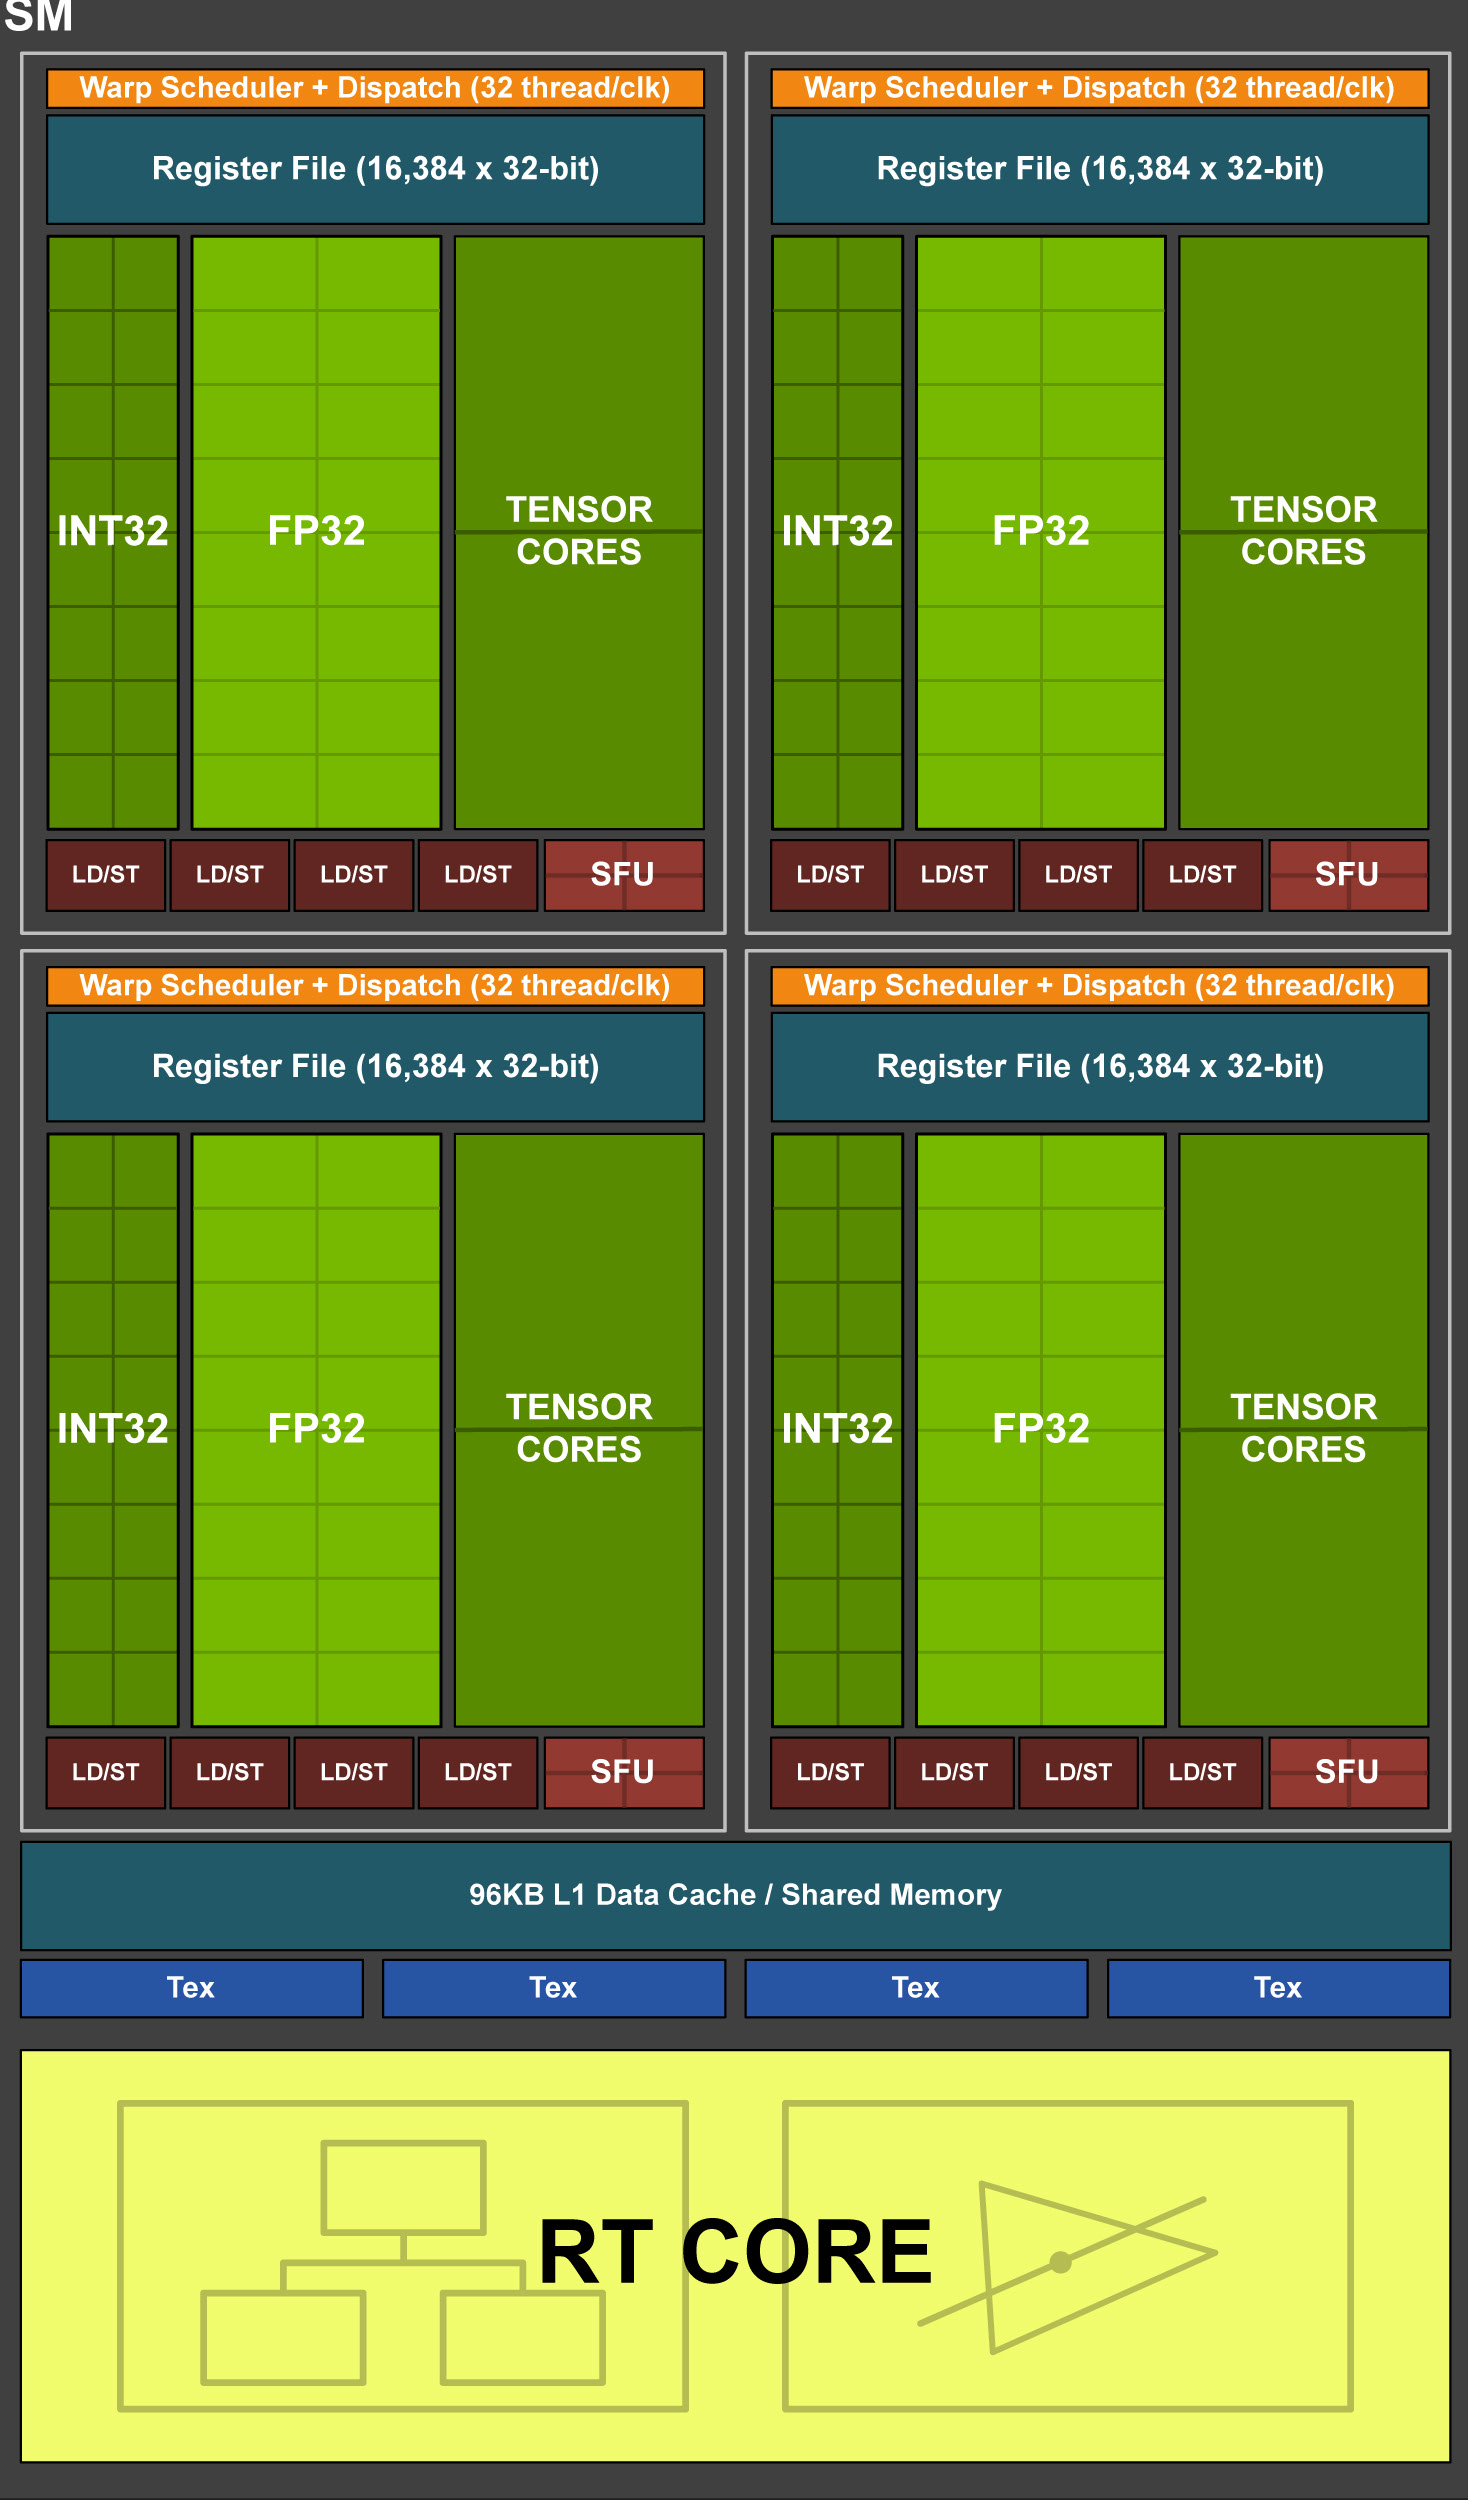 SM
Warp Scheduler + Dispatch (32 thread/clk)
Register File (16,384 x 32-bit)
INT32
FP32
TENSOR
CORES
LD/ST
LD/ST
LD/ST
LD/ST
SFU
Warp Scheduler + Dispatch (32 thread/clk)
Register File (16,384 x 32-bit)
INT32
FP32
TENSOR
CORES
LD/ST
LD/ST
LD/ST
LD/ST
SFU
Warp Scheduler + Dispatch (32 thread/clk)
Register File (16,384 x 32-bit)
INT32
FP32
TENSOR
CORES
LD/ST
LD/ST
LD/ST
LD/ST
SFU
Warp Scheduler + Dispatch (32 thread/clk)
Register File (16,384 x 32-bit)
INT32
FP32
TENSOR
CORES
LD/ST
LD/ST
LD/ST
LD/ST
SFU
96KB L1 Data Cache / Shared Memory
Tex
Tex
Tex
Tex
RT CORE